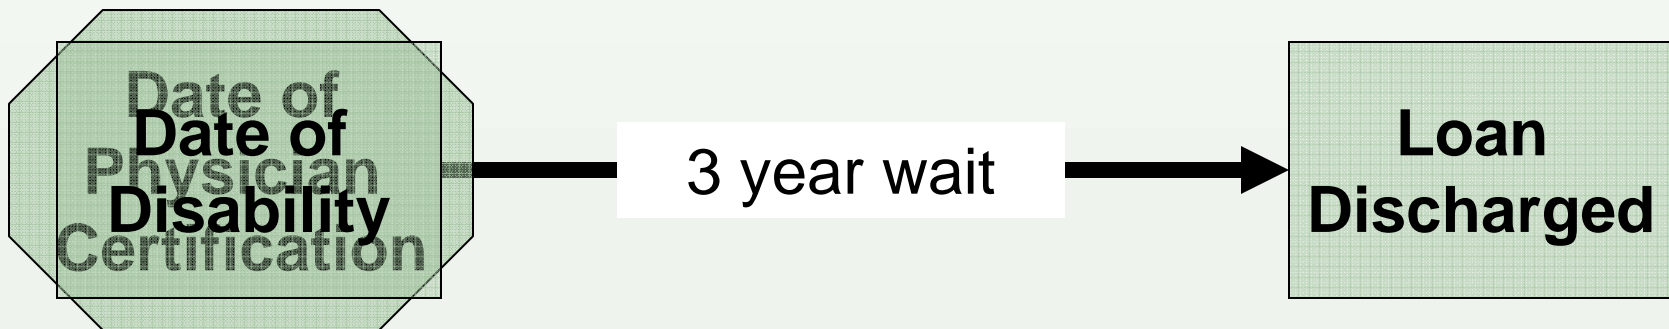 Date of
Physician
Certification
Date of
Disability
3 year wait
Loan
Discharged